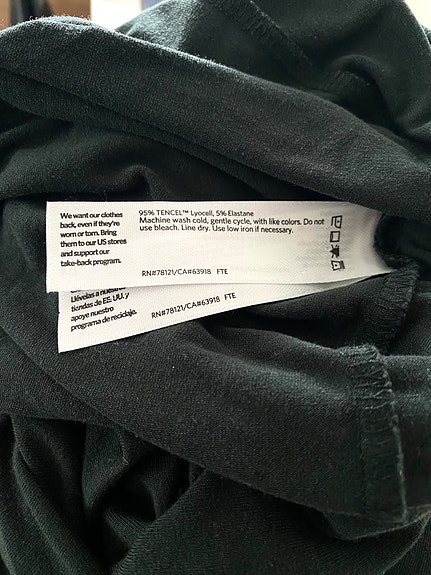 We want our clothes
back, even if they're
worn or torn. Bring
them to our US stores
and support our
take-back program.
95% TENCEL™ Lyocell, 5% Elastane
Machine wash cold, gentle cycle, with like colors. Do not
use bleach. Line dry. Use low iron if necessary.
RN#78121/CA#63918 FTE
Llévelas a nuestras
tiendas de EE. UU. y
apoye nuestro
programa de reciclaje.
RN#78121/CA#63918 FTE